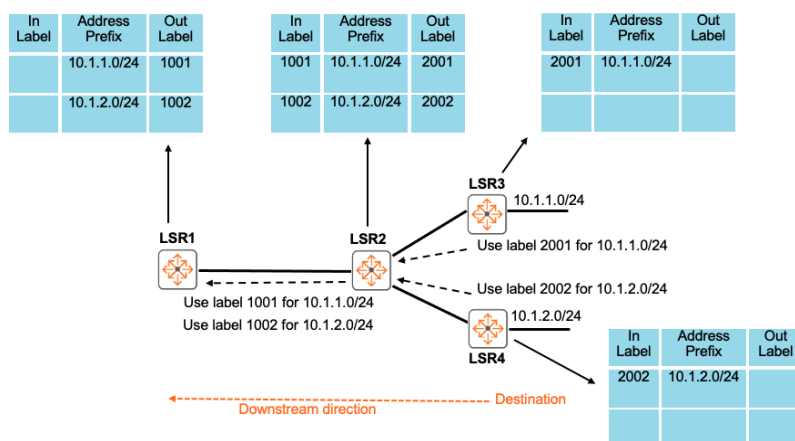 In Label Address Prefix Out Label
10.1.1.0/24 1001
10.1.2.0/24 1002
In Label Address Prefix Out Label
1001 10.1.1.0/24 2001
1002 10.1.2.0/24 2002
In Label Address Prefix Out Label
2001 10.1.1.0/24
LSR3
10.1.1.0/24
LSR1
LSR2
Use label 2001 for 10.1.1.0/24
Use label 2002 for 10.1.2.0/24
Use label 1001 for 10.1.1.0/24
Use label 1002 for 10.1.2.0/24
10.1.2.0/24
LSR4
In Label Address Prefix Out Label
2002 10.1.2.0/24
Destination
Downstream direction